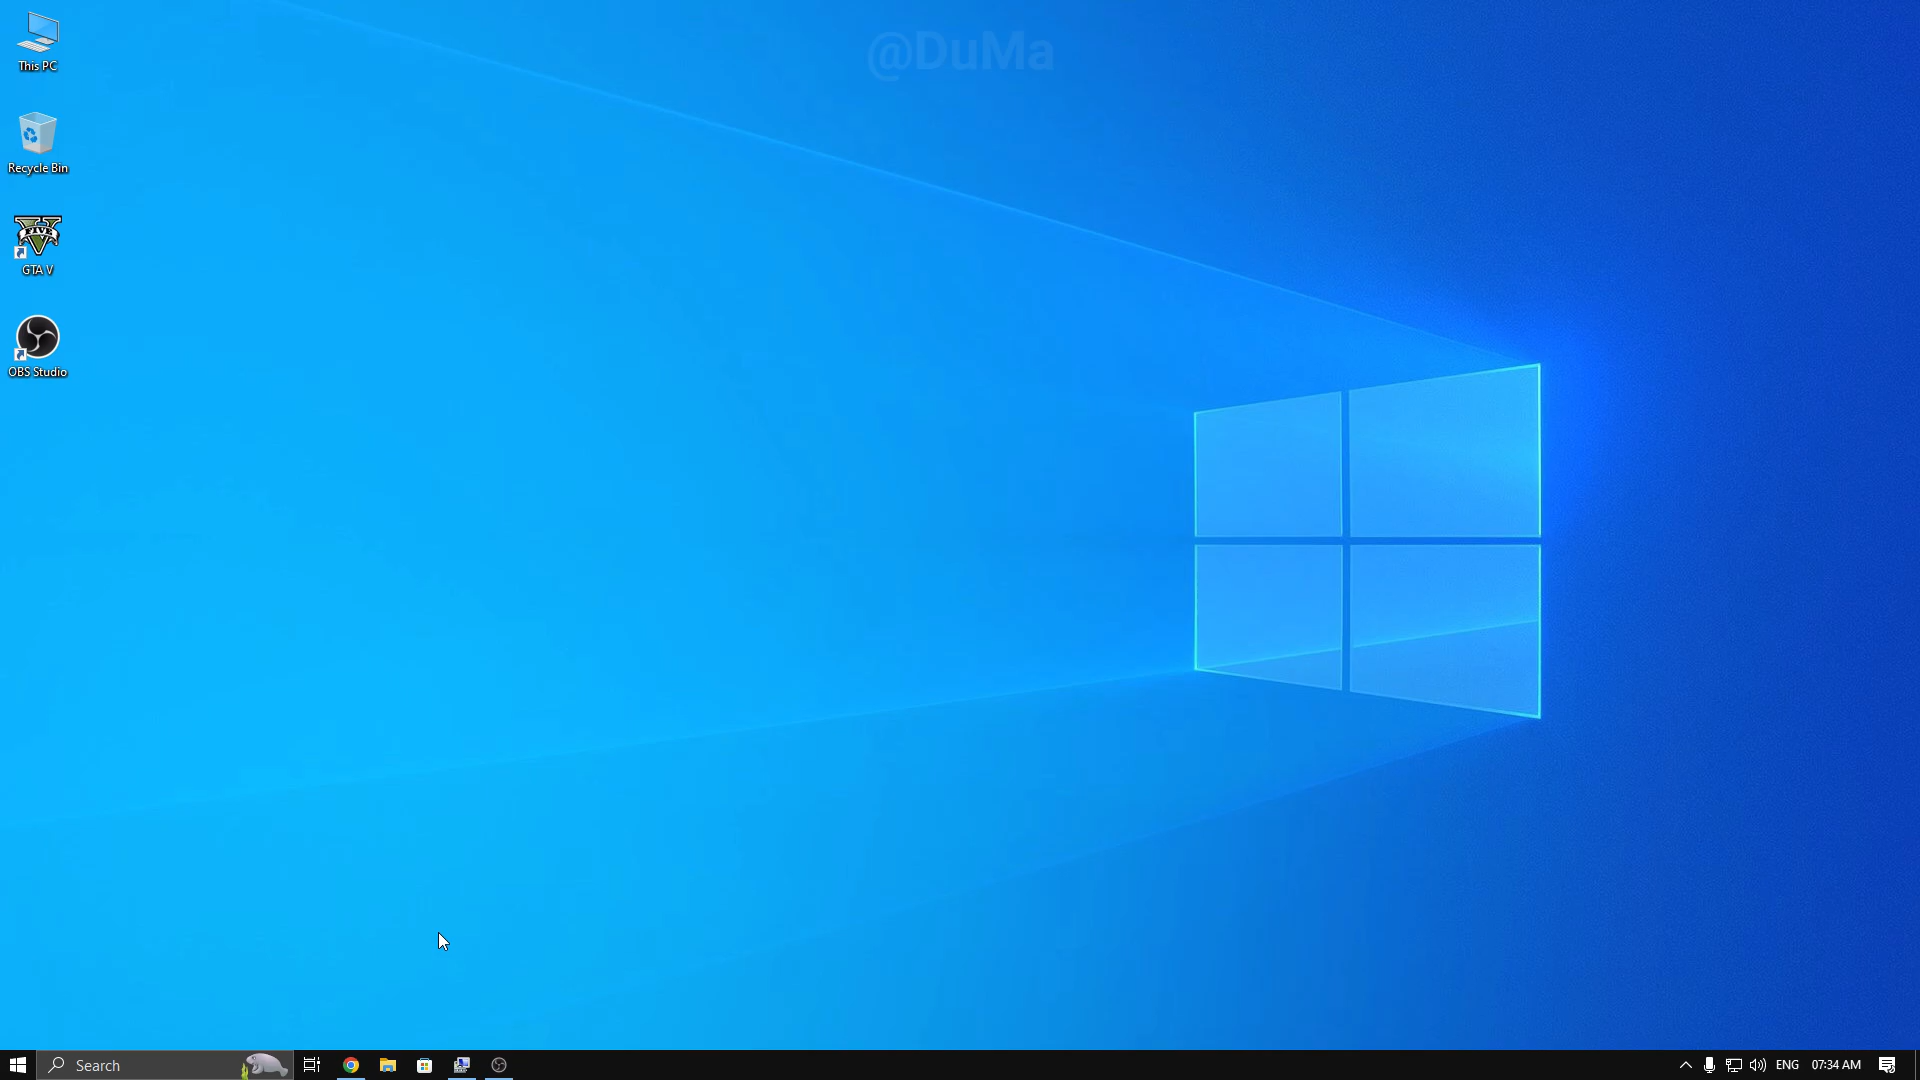 @DuMa
This PC
Recycle Bin
FIVE
GTA V
OBS Studio
Search
ENG
07:34 AM